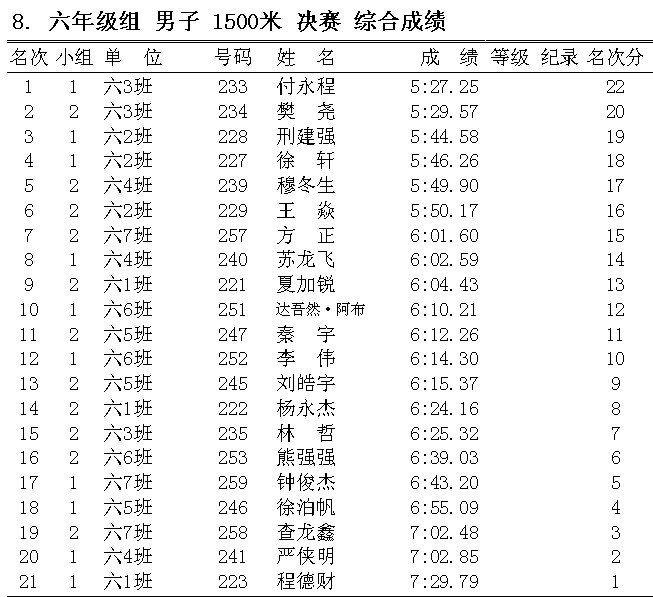 8. 六年级组 男子 1500米 决赛 综合成绩
名次 小组 单 位 号码 姓 名 成 绩 等级 纪录 名次分
1 1 六3班 233 付永程 5:27.25 22
2 2 六3班 234 樊 尧 5:29.57 20
3 1 六2班 228 刑建强 5:44.58 19
4 1 六2班 227 徐 轩 5:46.26 18
5 2 六4班 239 穆冬生 5:49.90 17
6 2 六2班 229 王 焱 5:50.17 16
7 2 六7班 257 方 正 6:01.60 15
8 1 六4班 240 苏龙飞 6:02.59 14
9 2 六1班 221 夏加锐 6:04.43 13
10 1 六6班 251 达吾然·阿布 6:10.21 12
11 2 六5班 247 秦 宇 6:12.26 11
12 1 六6班 252 李 伟 6:14.30 10
13 2 六5班 245 刘皓宇 6:15.37 9
14 2 六1班 222 杨永杰 6:24.16 8
15 2 六3班 235 林 哲 6:25.32 7
16 2 六6班 253 熊强强 6:39.03 6
17 1 六7班 259 钟俊杰 6:43.20 5
18 1 六5班 246 徐泊帆 6:55.09 4
19 2 六7班 258 查龙鑫 7:02.48 3
20 1 六4班 241 严侠明 7:02.85 2
21 1 六1班 223 程德财 7:29.79 1